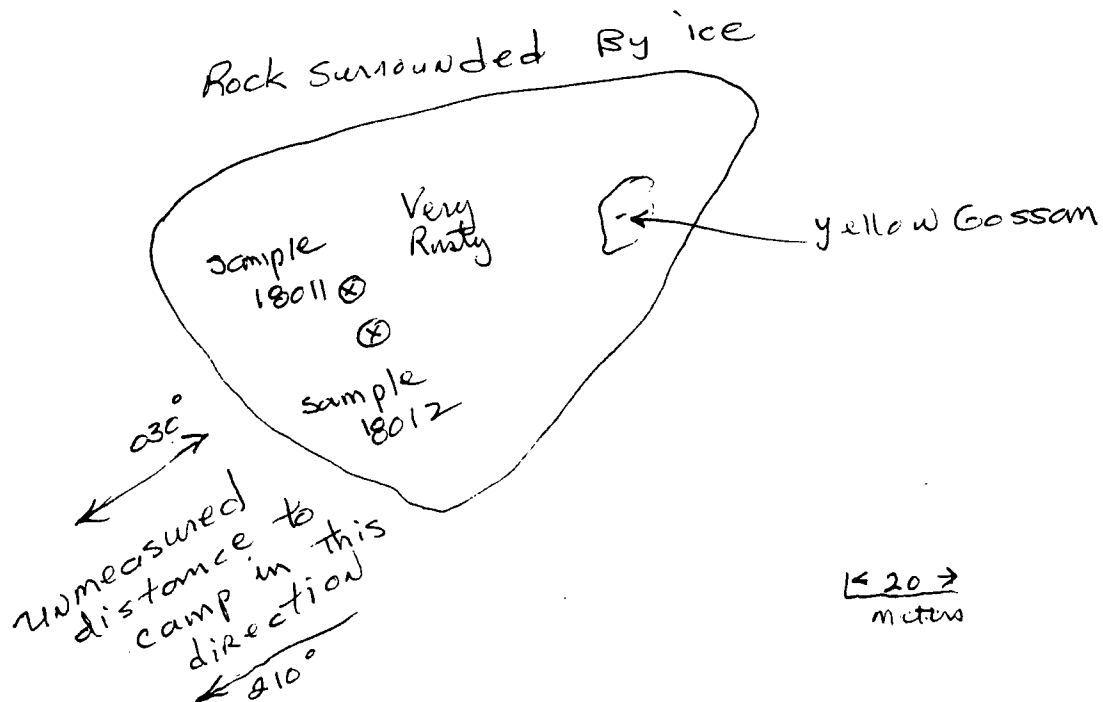 Rock Surrounded By ice
Very
Rusty
sample
18011
yellow Gossan
sample
18012
030°
unmeasured
distance to
camp in this
direction
210°
20
meters